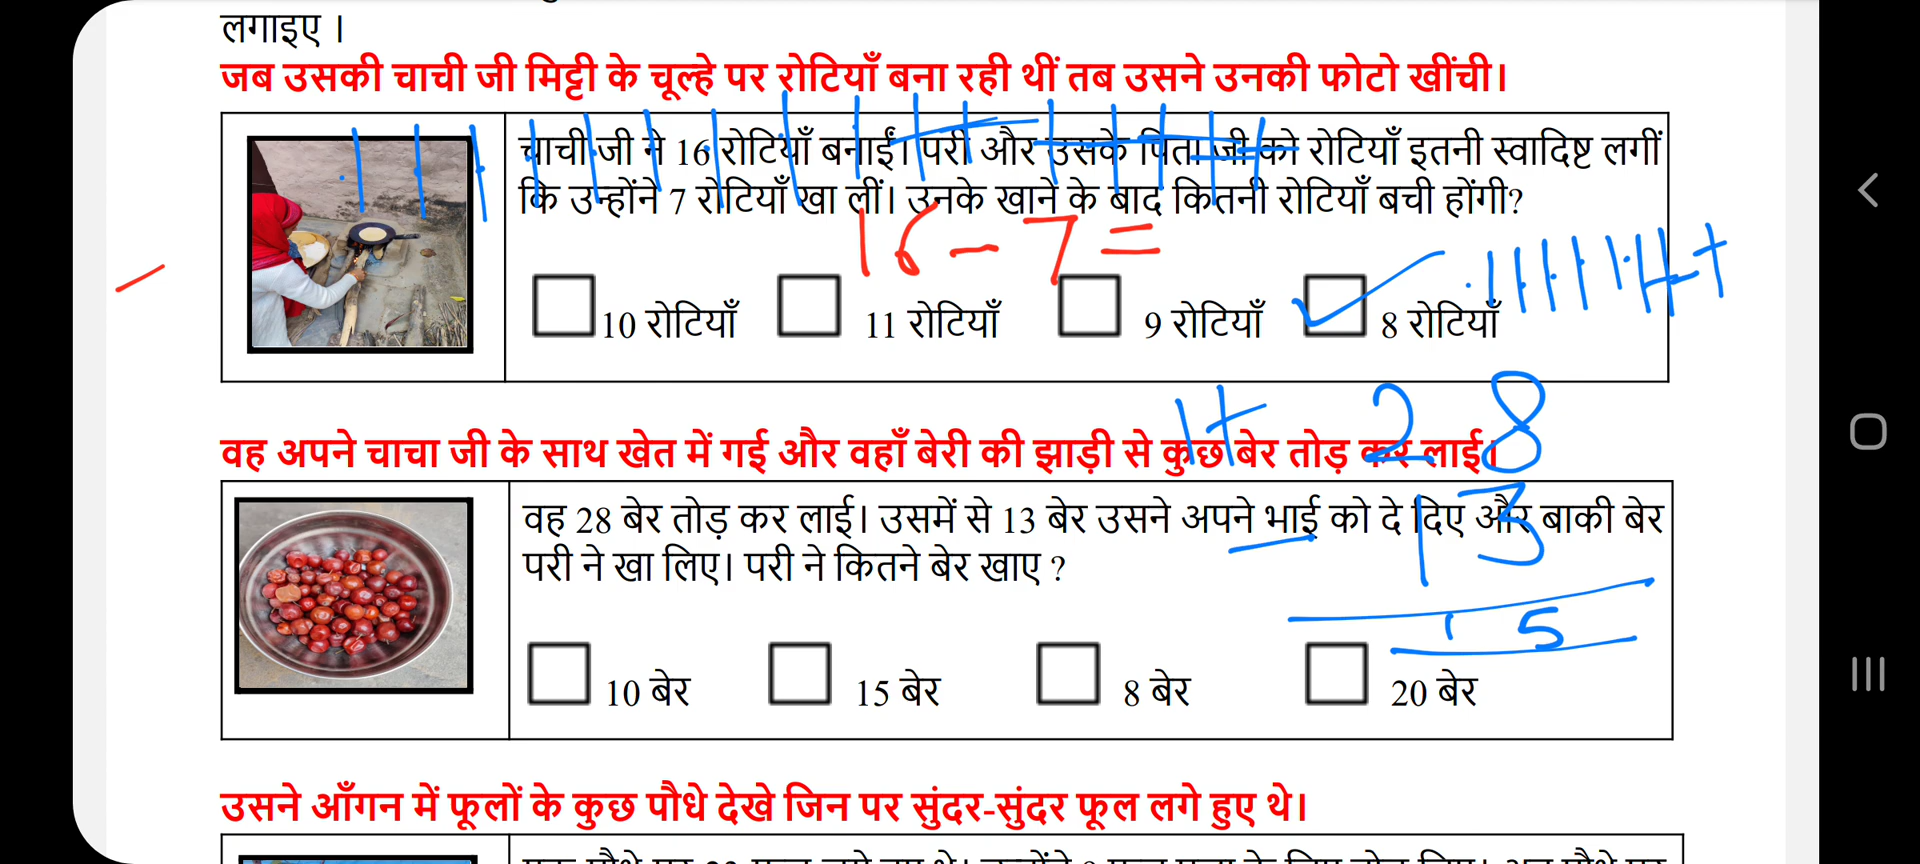 लगाइए ।
जब उसकी चाची जी मिट्टी के चूल्हे पर रोटियाँ बना रही थीं तब उसने उनकी फोटो खींची।
चाची जी ने 16 रोटियाँ बनाईं। परी और उसके पिता जी को रोटियाँ इतनी स्वादिष्ट लगीं
कि उन्होंने 7 रोटियाँ खा लीं। उनके खाने के बाद कितनी रोटियाँ बची होंगी?
16 - 7 =
10 रोटियाँ 11 रोटियाँ 9 रोटियाँ 8 रोटियाँ
28
वह अपने चाचा जी के साथ खेत में गई और वहाँ बेरी की झाड़ी से कुछ बेर तोड़ कर लाई।
13
वह 28 बेर तोड़ कर लाई। उसमें से 13 बेर उसने अपने भाई को दे दिए और बाकी बेर
परी ने खा लिए। परी ने कितने बेर खाए ?
15
10 बेर 15 बेर 8 बेर 20 बेर
उसने आँगन में फूलों के कुछ पौधे देखे जिन पर सुंदर-सुंदर फूल लगे हुए थे।